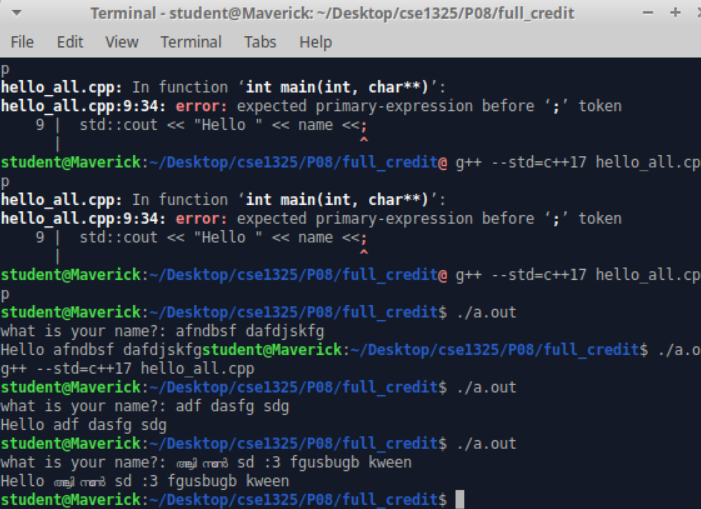 Terminal - student@Maverick: ~/Desktop/cse1325/P08/full_credit
File Edit View Terminal Tabs Help
p
hello_all.cpp: In function ‘int main(int, char**)’:
hello_all.cpp:9:34: error: expected primary-expression before ‘;’ token
9 | std::cout << "Hello " << name <<;
| ^
student@Maverick:~/Desktop/cse1325/P08/full_credit@ g++ --std=c++17 hello_all.cp
p
hello_all.cpp: In function ‘int main(int, char**)’:
hello_all.cpp:9:34: error: expected primary-expression before ‘;’ token
9 | std::cout << "Hello " << name <<;
| ^
student@Maverick:~/Desktop/cse1325/P08/full_credit@ g++ --std=c++17 hello_all.cp
p
student@Maverick:~/Desktop/cse1325/P08/full_credit$ ./a.out
what is your name?: afndbsf dafdjskfg
Hello afndbsf dafdjskfgstudent@Maverick:~/Desktop/cse1325/P08/full_credit$ ./a.o
g++ --std=c++17 hello_all.cpp
student@Maverick:~/Desktop/cse1325/P08/full_credit$ ./a.out
what is your name?: adf dasfg sdg
Hello adf dasfg sdg
student@Maverick:~/Desktop/cse1325/P08/full_credit$ ./a.out
what is your name?: sd :3 fgusbugb kween
Hello sd :3 fgusbugb kween
student@Maverick:~/Desktop/cse1325/P08/full_credit$